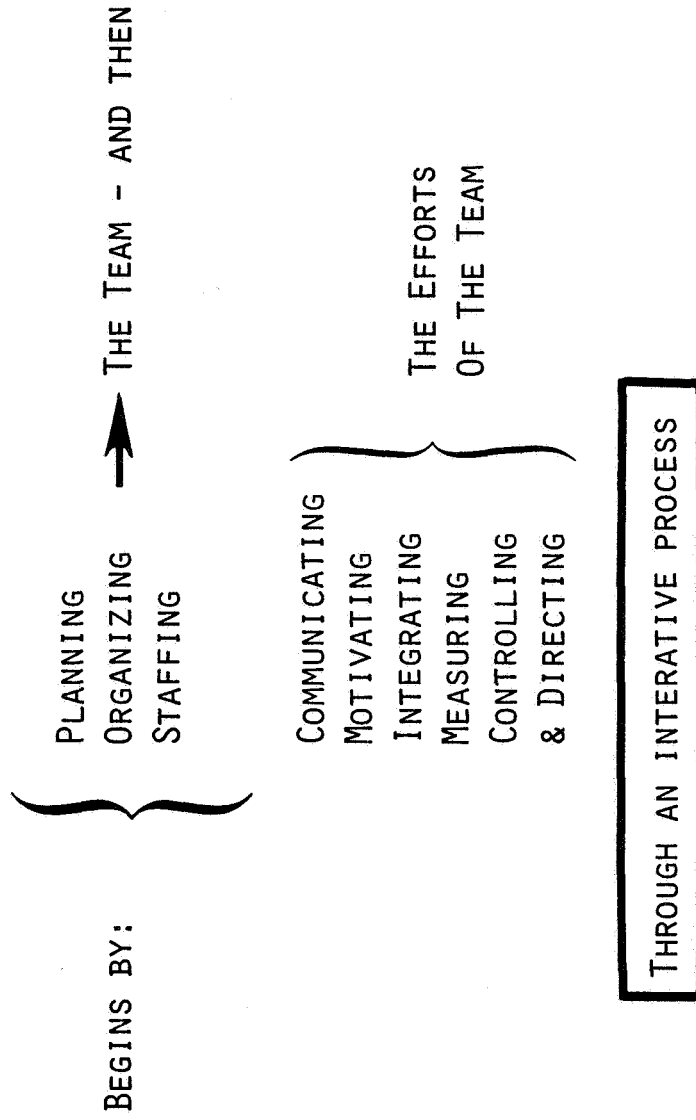 BEGINS BY:
PLANNING
ORGANIZING
STAFFING
THE TEAM - AND THEN
COMMUNICATING
MOTIVATING
INTEGRATING
MEASURING
CONTROLLING
& DIRECTING
THE EFFORTS
OF THE TEAM
THROUGH AN INTERATIVE PROCESS